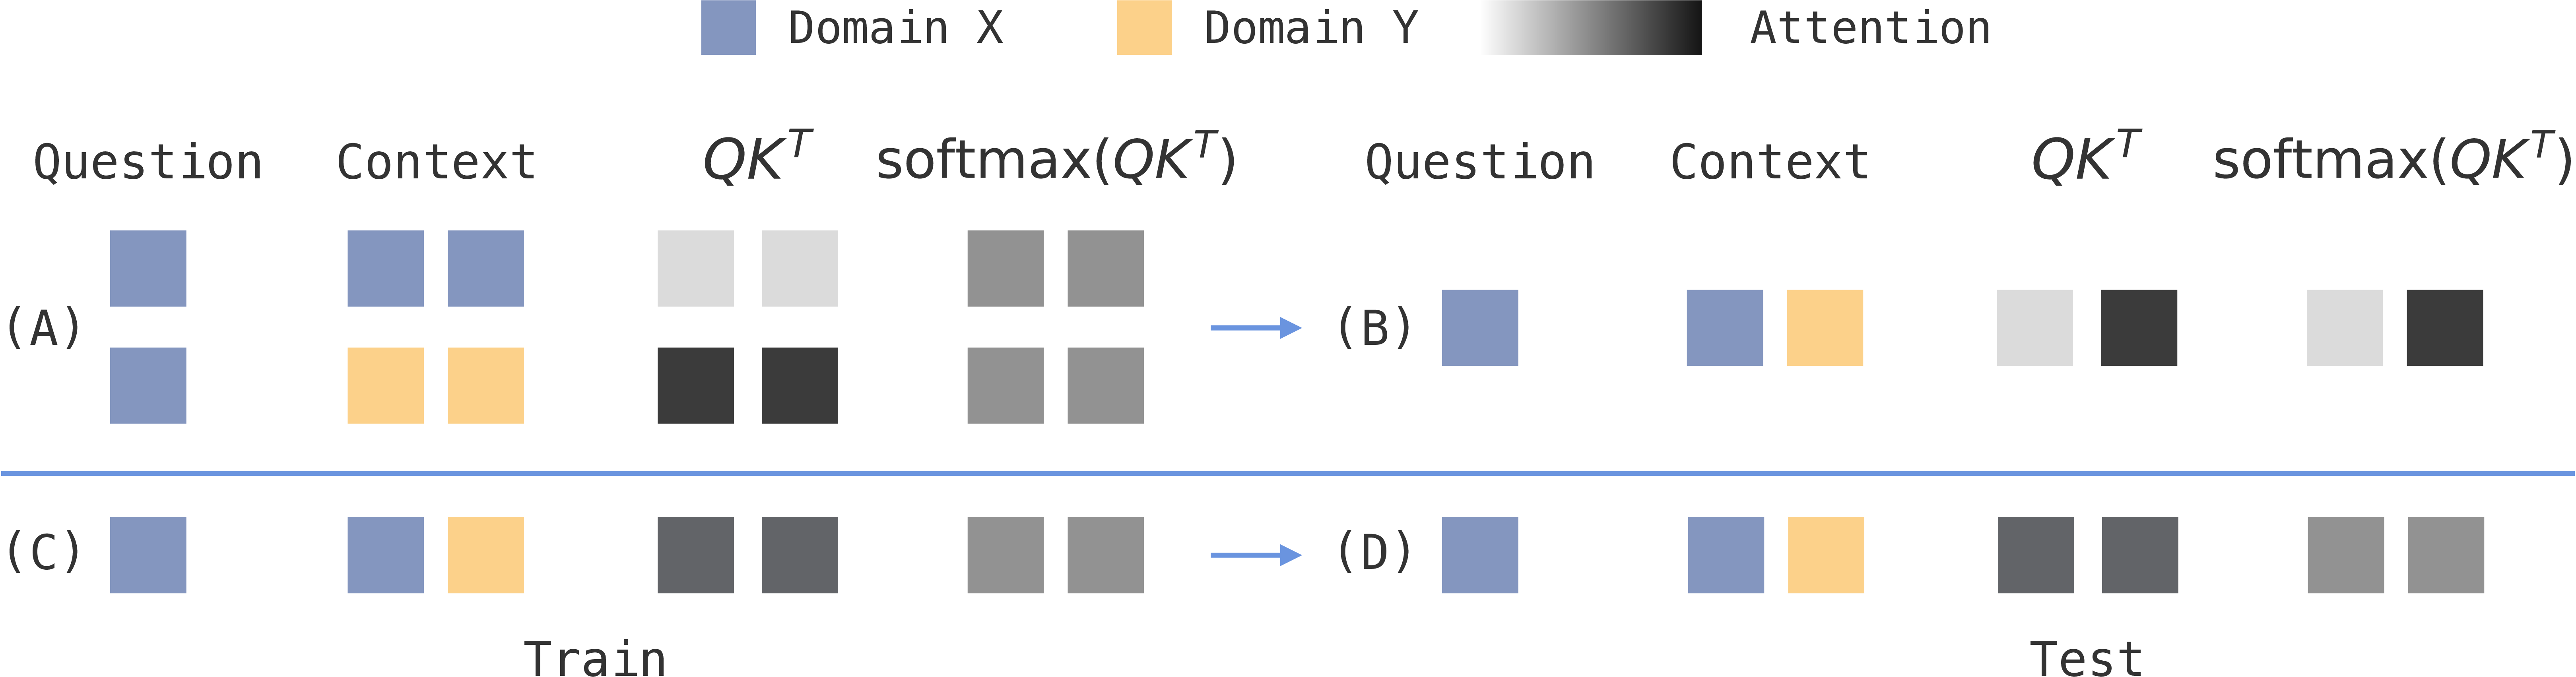 Domain X Domain Y Attention
Question Context QK^T softmax(QK^T) Question Context QK^T softmax(QK^T)
(A) (B)
(C) (D)
Train Test